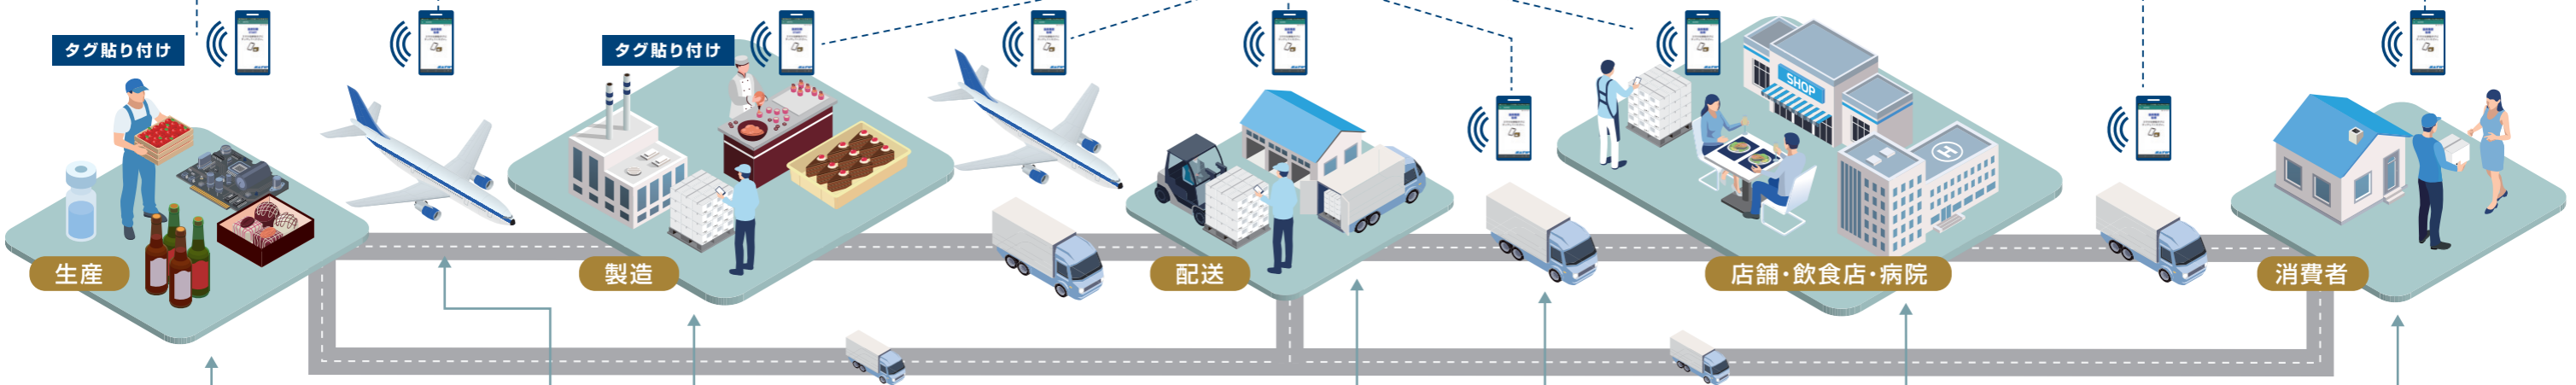 タグ貼り付け
タグ貼り付け
SHOP
H
生産
製造
配送
店舗・飲食店・病院
消費者